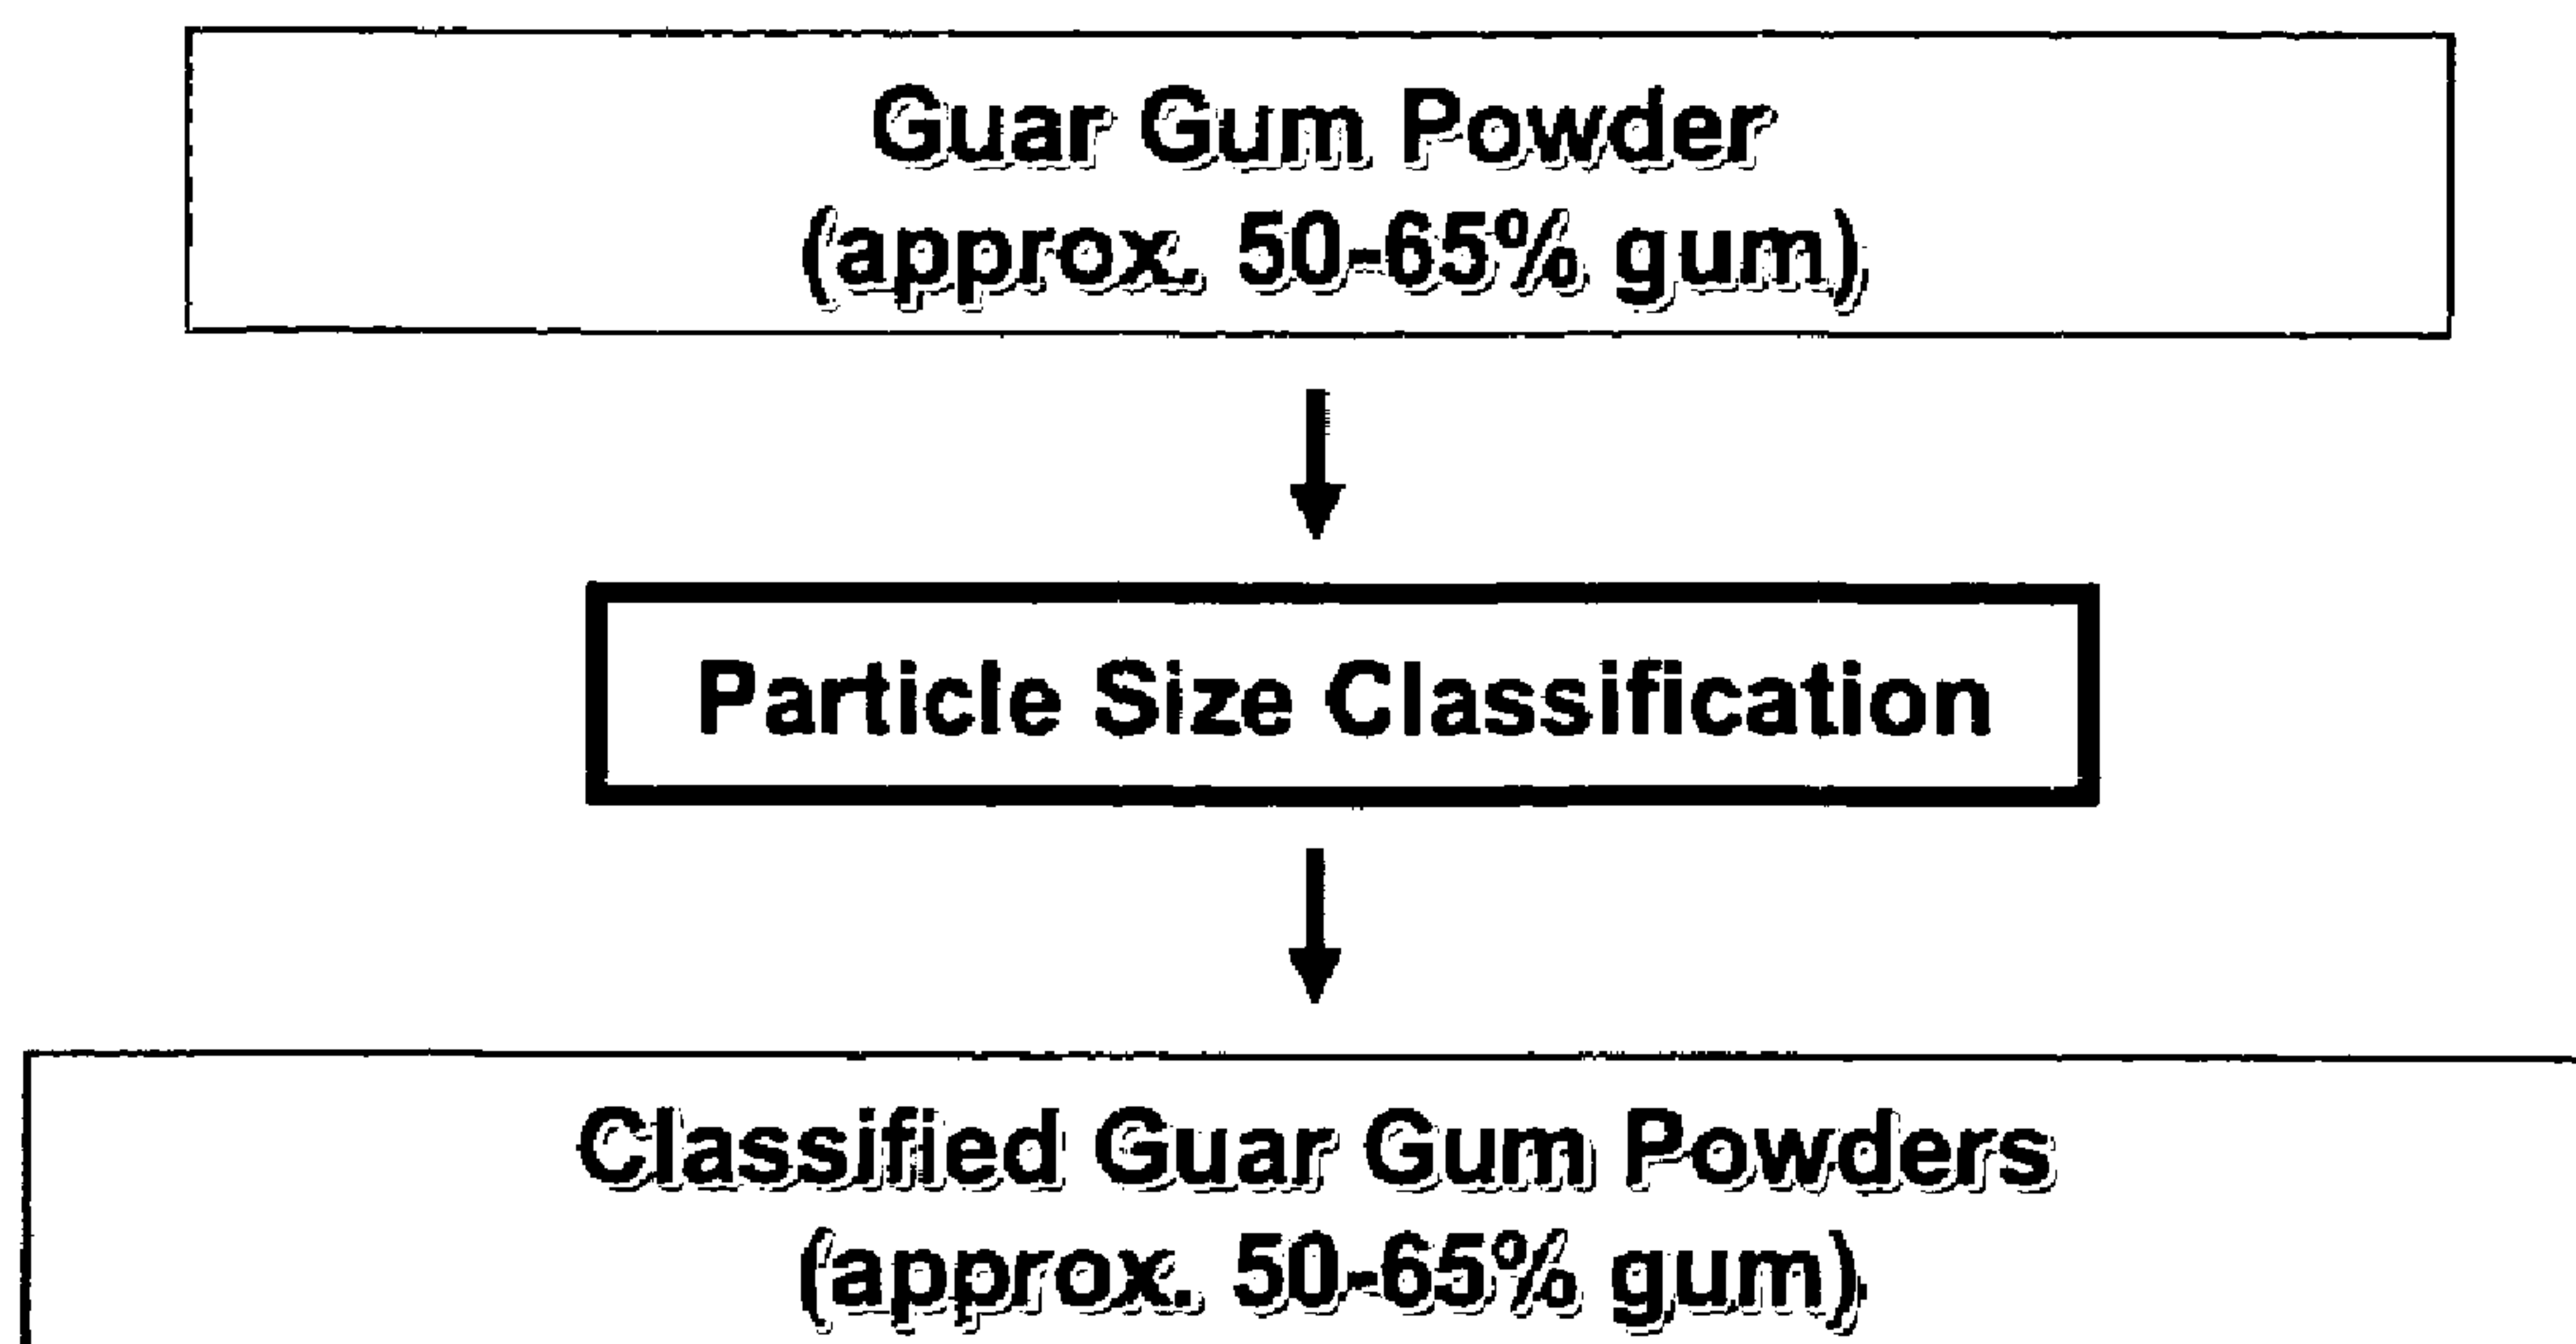 Guar Gum Powder
(approx. 50-65% gum)
Particle Size Classification
Classified Guar Gum Powders
(approx. 50-65% gum)